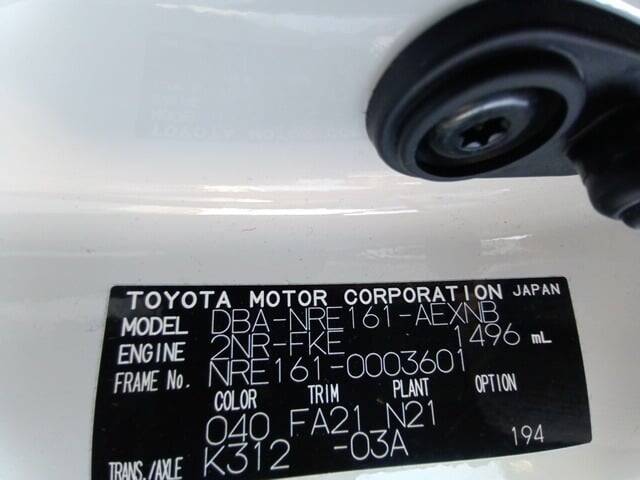 TOYOTA MOTOR CORPORATION JAPAN
MODEL DBA-NRE161-AEXNB
ENGINE 2NR-FKE 1496 mL
FRAME No. NRE161-0003601
COLOR TRIM PLANT OPTION
040 FA21 N21
TRANS./AXLE K312 -03A 194